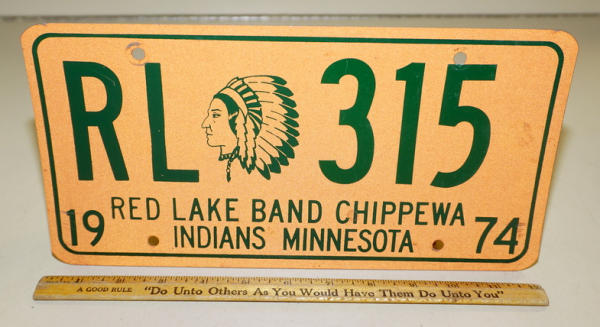 RL 315
RED LAKE BAND CHIPPEWA
19 INDIANS MINNESOTA 74
A GOOD RULE "Do Unto Others As You Would Have Them Do Unto You"